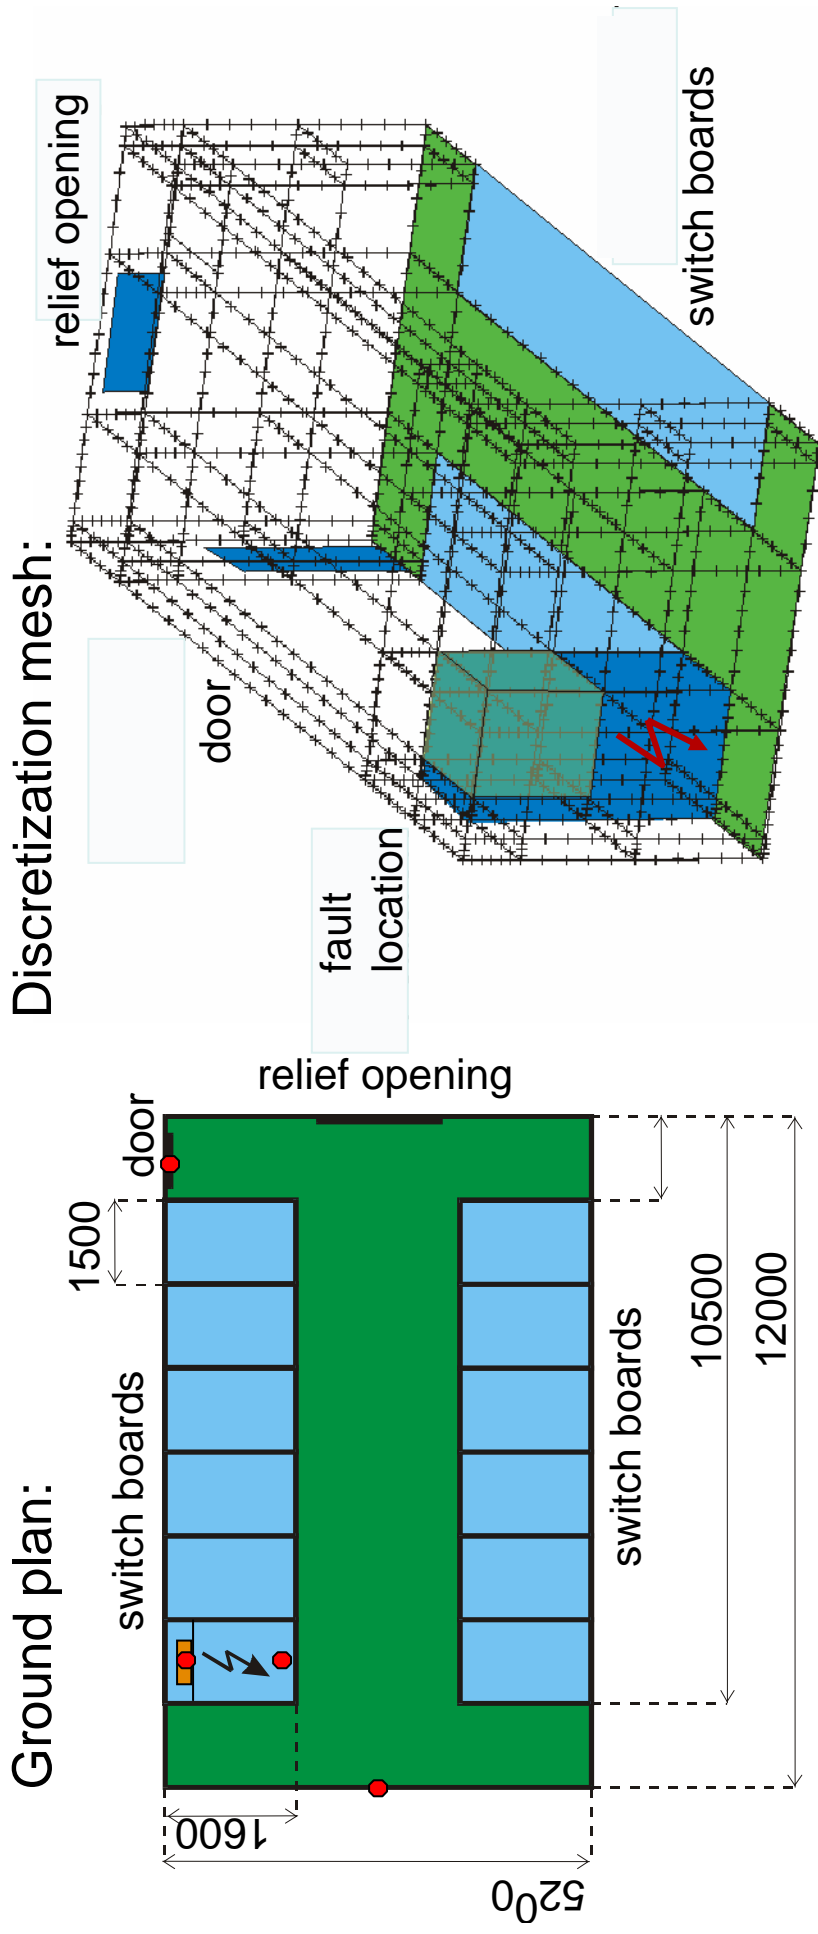 Ground plan:
switch boards
1500
door
relief opening
1600
5200
switch boards
10500
12000
Discretization mesh:
relief opening
door
fault
location
switch boards